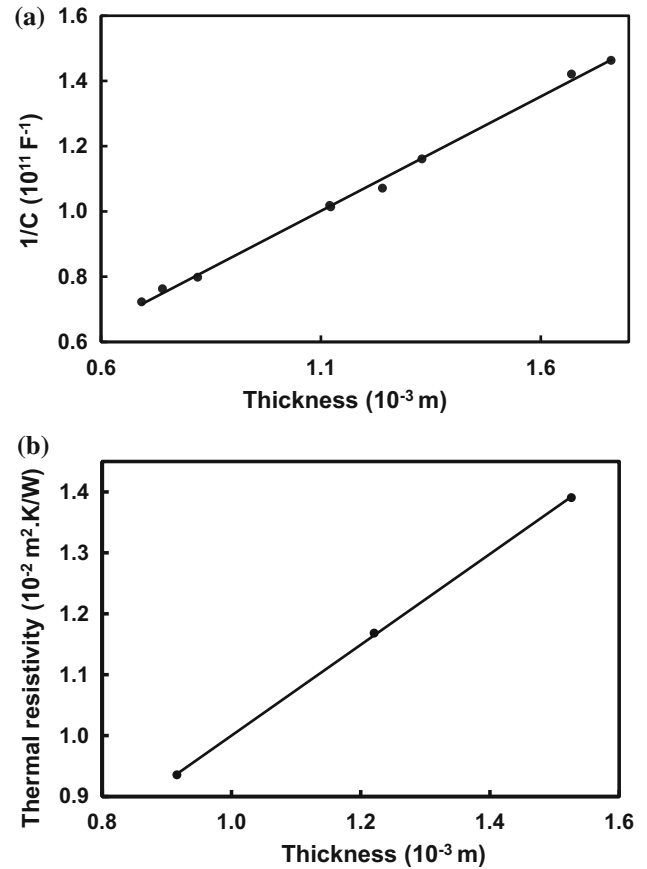 (a)
1.6
1.4
1.2
1.0
0.8
0.6
1/C (10¹¹ F⁻¹)
0.6 1.1 1.6
Thickness (10⁻³ m)
(b)
1.4
1.3
1.2
1.1
1.0
0.9
Thermal resistivity (10⁻² m².K/W)
0.8 1.0 1.2 1.4 1.6
Thickness (10⁻³ m)